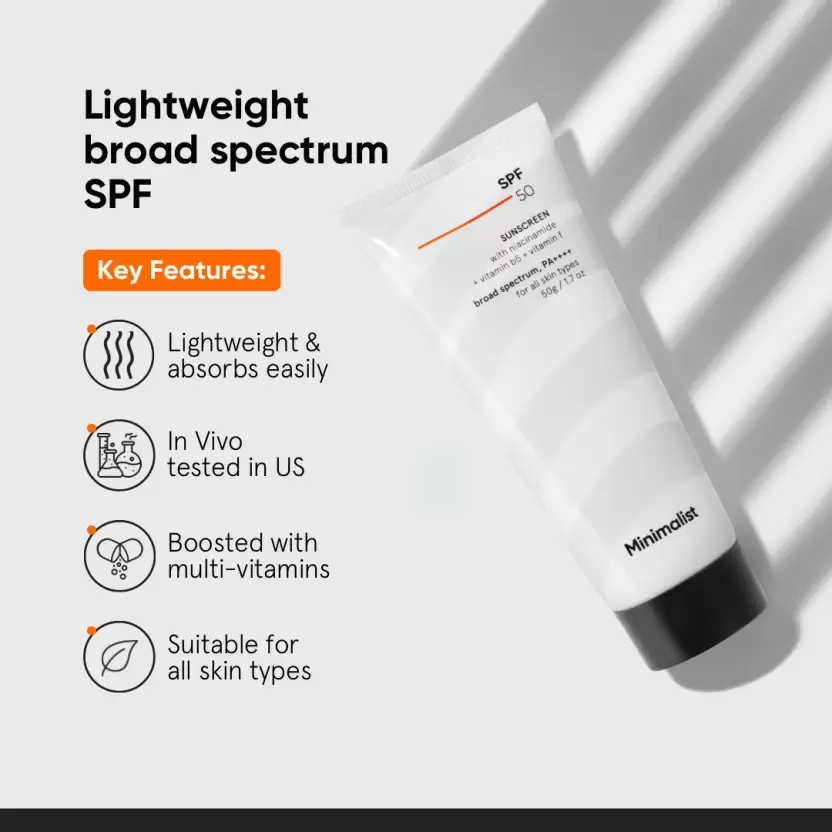 Lightweight
broad spectrum
SPF
Key Features:
Lightweight &
absorbs easily
In Vivo
tested in US
Boosted with
multi-vitamins
Suitable for
all skin types
SPF
50
SUNSCREEN
with niacinamide
+ vitamin b5 + vitamin f
broad spectrum, PA++++
for all skin types
50g / 1.7 oz
Minimalist